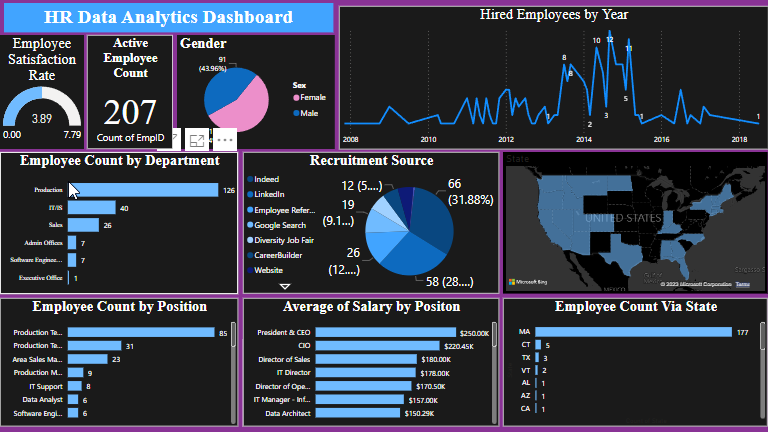 HR Data Analytics Dashboard
Employee
Satisfaction
Rate
3.89
0.00
7.79
Active
Employee
Count
207
Count of EmpID
Gender
91
(43.96%)
Sex
Female
Male
Hired Employees by Year
8
8
10
12
11
1
2
3
5
1
1
2008
2010
2012
2014
2016
2018
Employee Count by Department
Production
126
IT/IS
40
Sales
26
Admin Offices
7
Software Enginee...
7
Executive Office
1
Recruitment Source
Indeed
LinkedIn
Employee Refer...
Google Search
Diversity Job Fair
CareerBuilder
Website
12 (5....)
19
(9.1...)
26
(12....)
66
(31.88%)
58 (28....)
State
UNITED STATES
MEXICO
Microsoft Bing
© 2023 Microsoft Corporation Terms
Employee Count by Position
Production Te...
85
Production Te...
31
Area Sales Ma...
23
Production M...
9
IT Support
8
Data Analyst
6
Software Engi...
6
Average of Salary by Positon
President & CEO
$250.00K
CIO
$220.45K
Director of Sales
$180.00K
IT Director
$178.00K
Director of Ope...
$170.50K
IT Manager - Inf...
$157.00K
Data Architect
$150.29K
Employee Count Via State
MA
177
CT
5
TX
3
VT
2
AL
1
AZ
1
CA
1